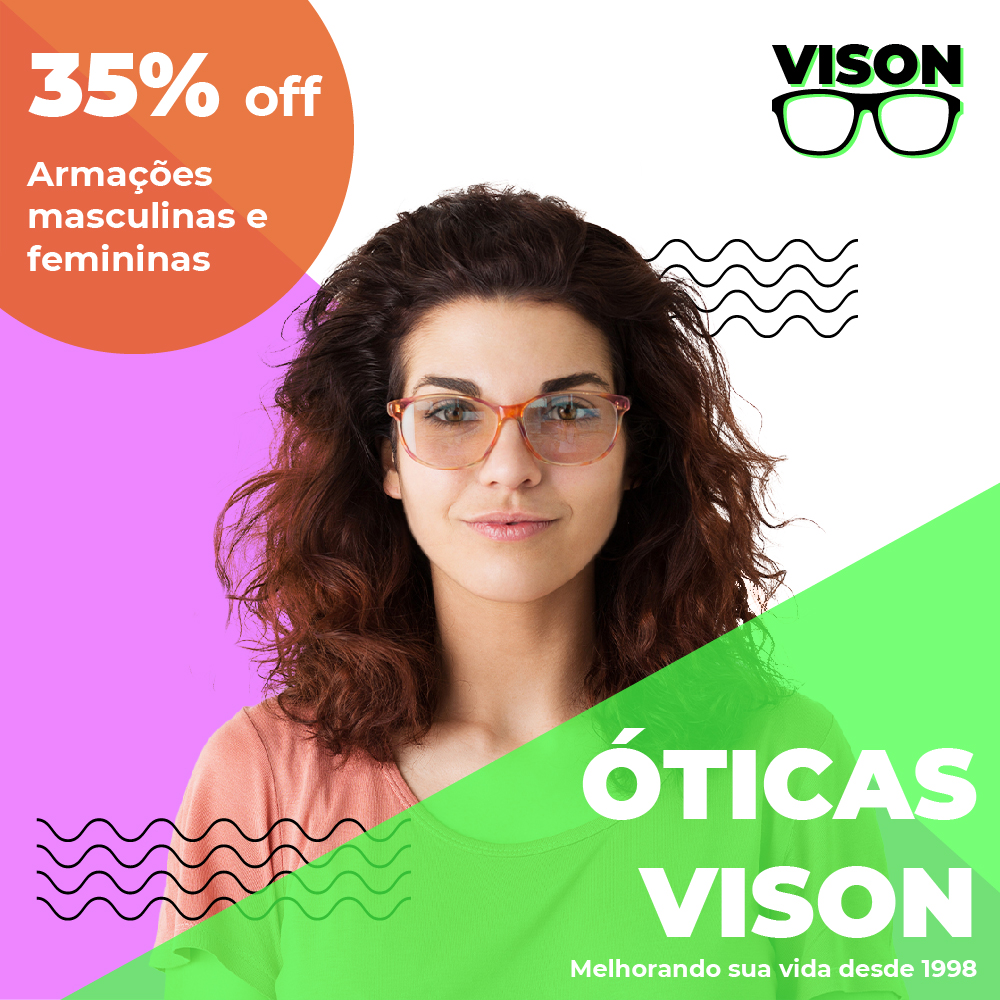 35% off
Armações
masculinas e
femininas
VISON
ÓTICAS
VISON
Melhorando sua vida desde 1998